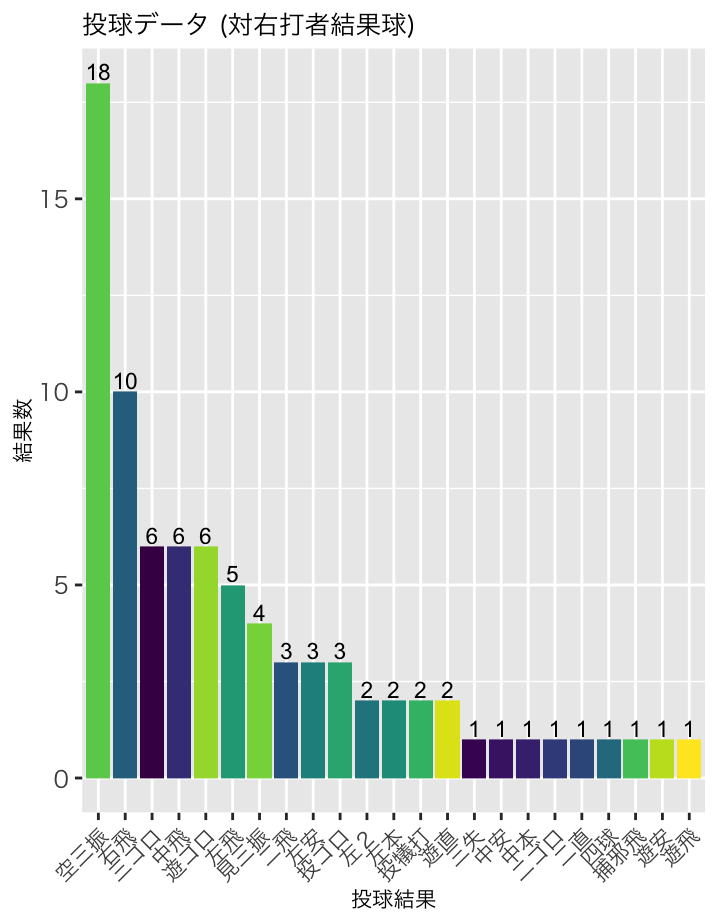 投球データ (対右打者結果球)
18
10
6
6
6
5
4
3
3
3
2
2
2
2
1
1
1
1
1
1
1
1
1
15
10
5
0
結果数
空三振
右飛
三ゴロ
中飛
遊ゴロ
左飛
見三振
二飛
左安
投ゴロ
左２
左本
投犠打
遊直
三失
中安
中本
二ゴロ
二直
四球
捕邪飛
遊安
遊飛
投球結果